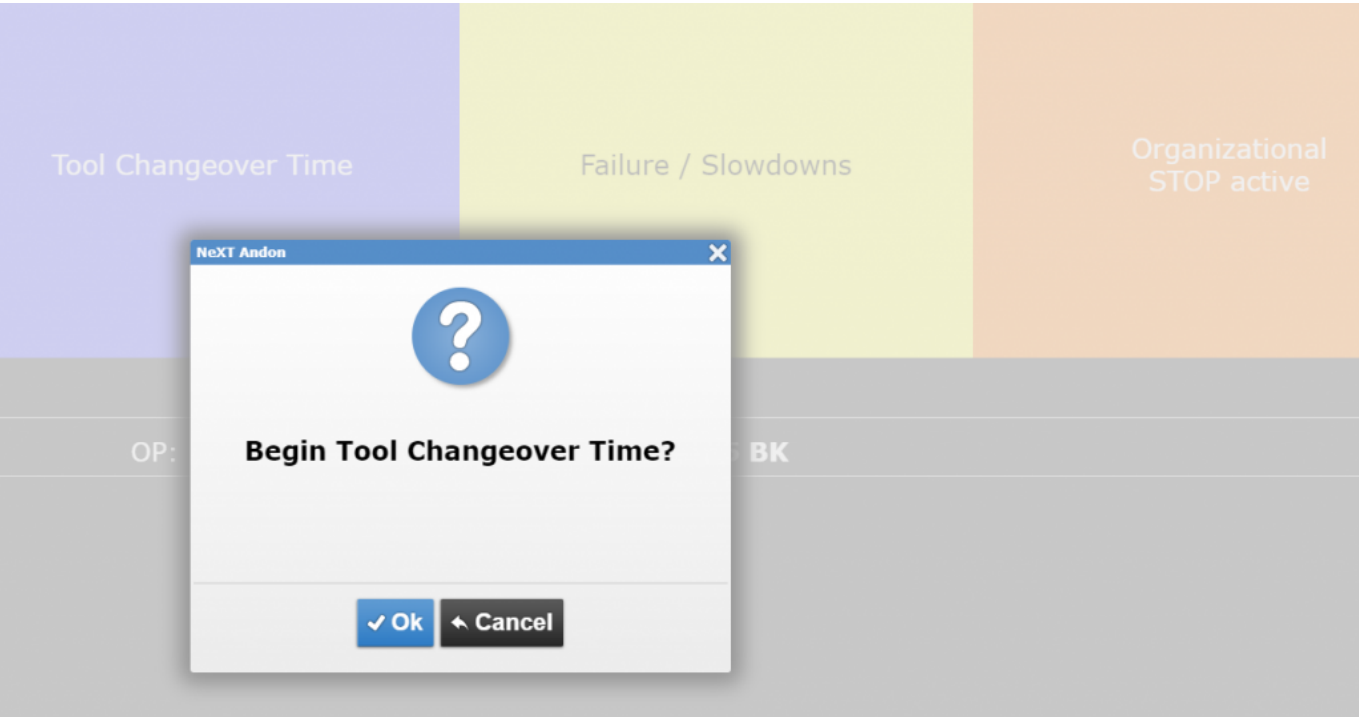 Tool Changeover Time
Failure / Slowdowns
Organizational
STOP active
NeXT Andon
Begin Tool Changeover Time?
OP:
BK
Ok
Cancel